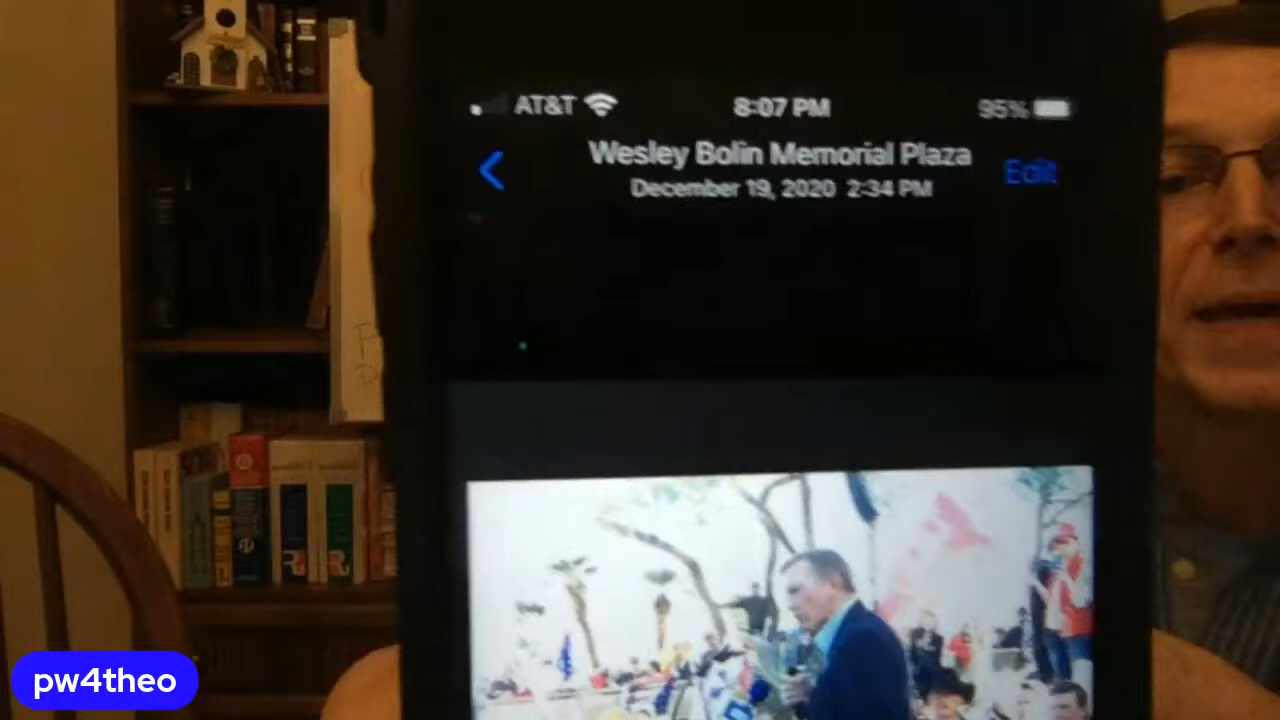 AT&T 8:07 PM 95%
Wesley Bolin Memorial Plaza
Edit
December 19, 2020 2:34 PM
pw4theo